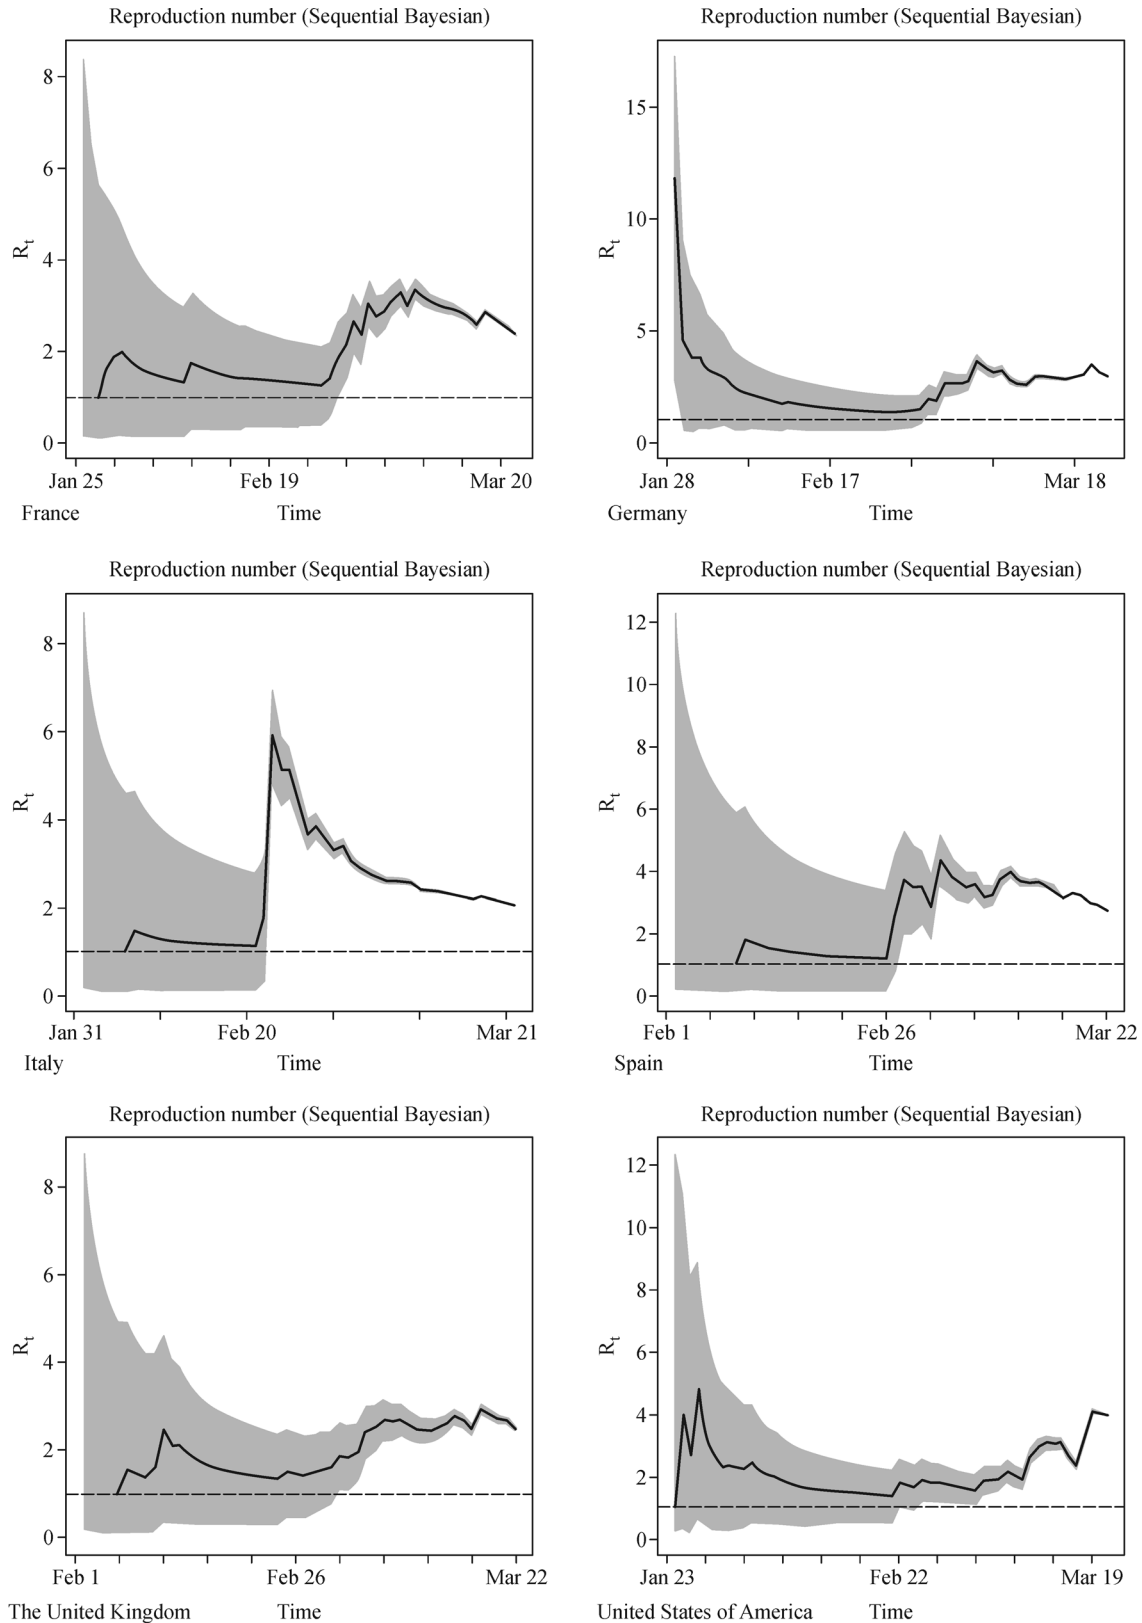 Reproduction number (Sequential Bayesian)
8
6
4
2
0
R_t
Jan 25 Feb 19 Mar 20
France Time
Reproduction number (Sequential Bayesian)
15
10
5
0
R_t
Jan 28 Feb 17 Mar 18
Germany Time
Reproduction number (Sequential Bayesian)
8
6
4
2
0
R_t
Jan 31 Feb 20 Mar 21
Italy Time
Reproduction number (Sequential Bayesian)
12
10
8
6
4
2
0
R_t
Feb 1 Feb 26 Mar 22
Spain Time
Reproduction number (Sequential Bayesian)
8
6
4
2
0
R_t
Feb 1 Feb 26 Mar 22
The United Kingdom Time
Reproduction number (Sequential Bayesian)
12
10
8
6
4
2
0
R_t
Jan 23 Feb 22 Mar 19
United States of America Time